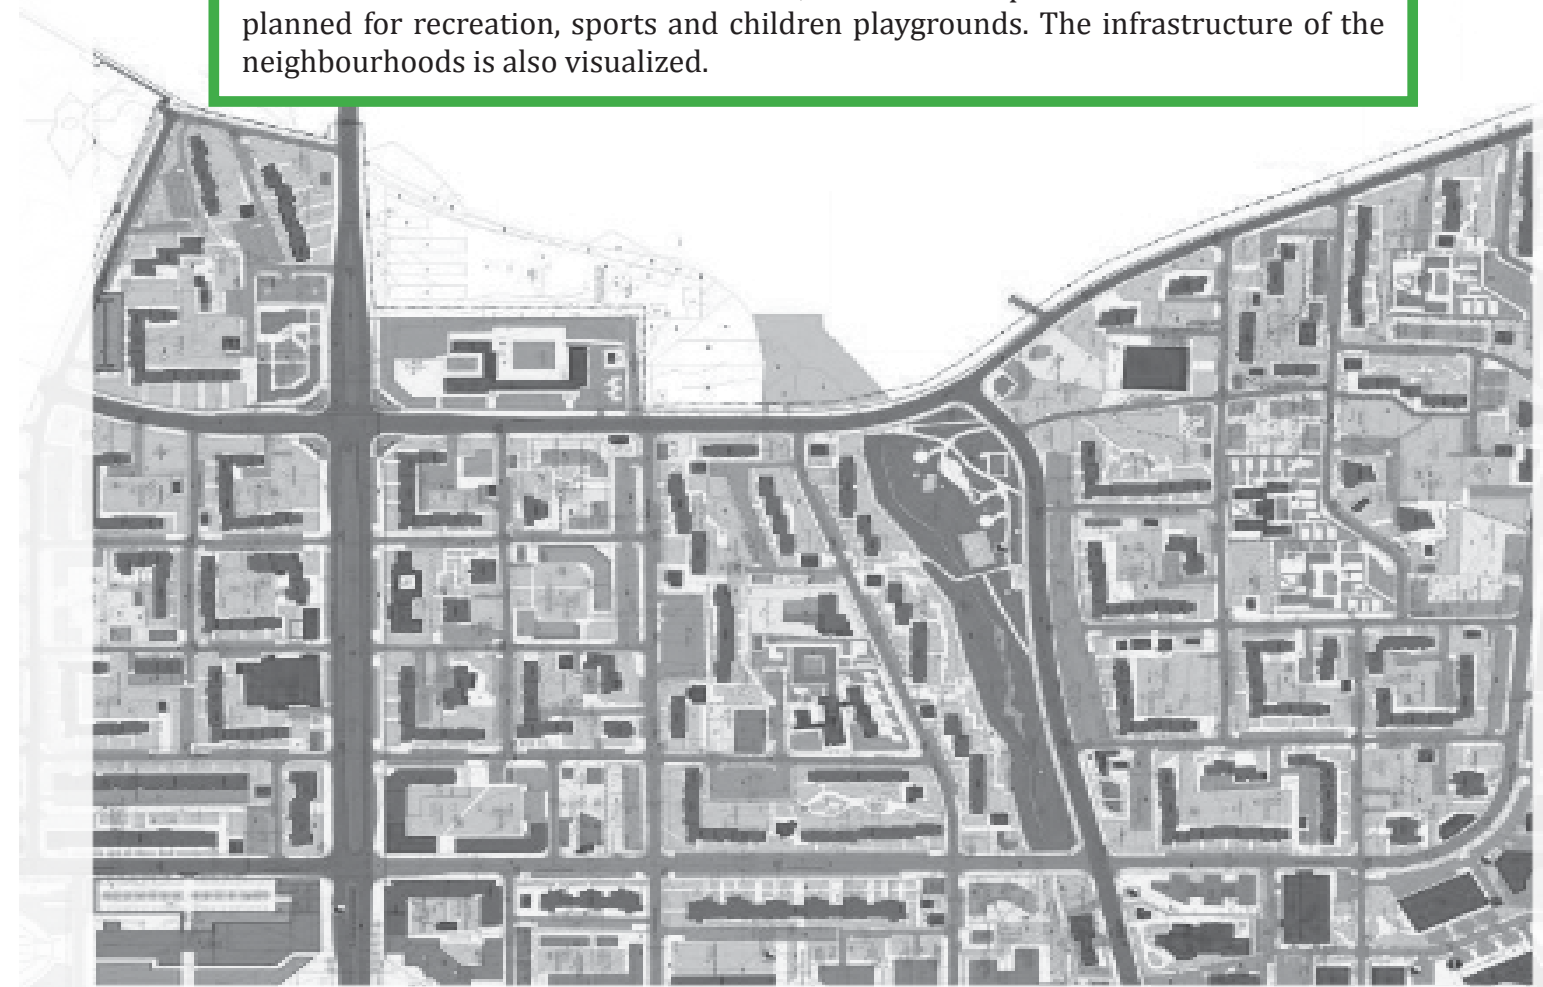 planned for recreation, sports and children playgrounds. The infrastructure of the
neighbourhoods is also visualized.